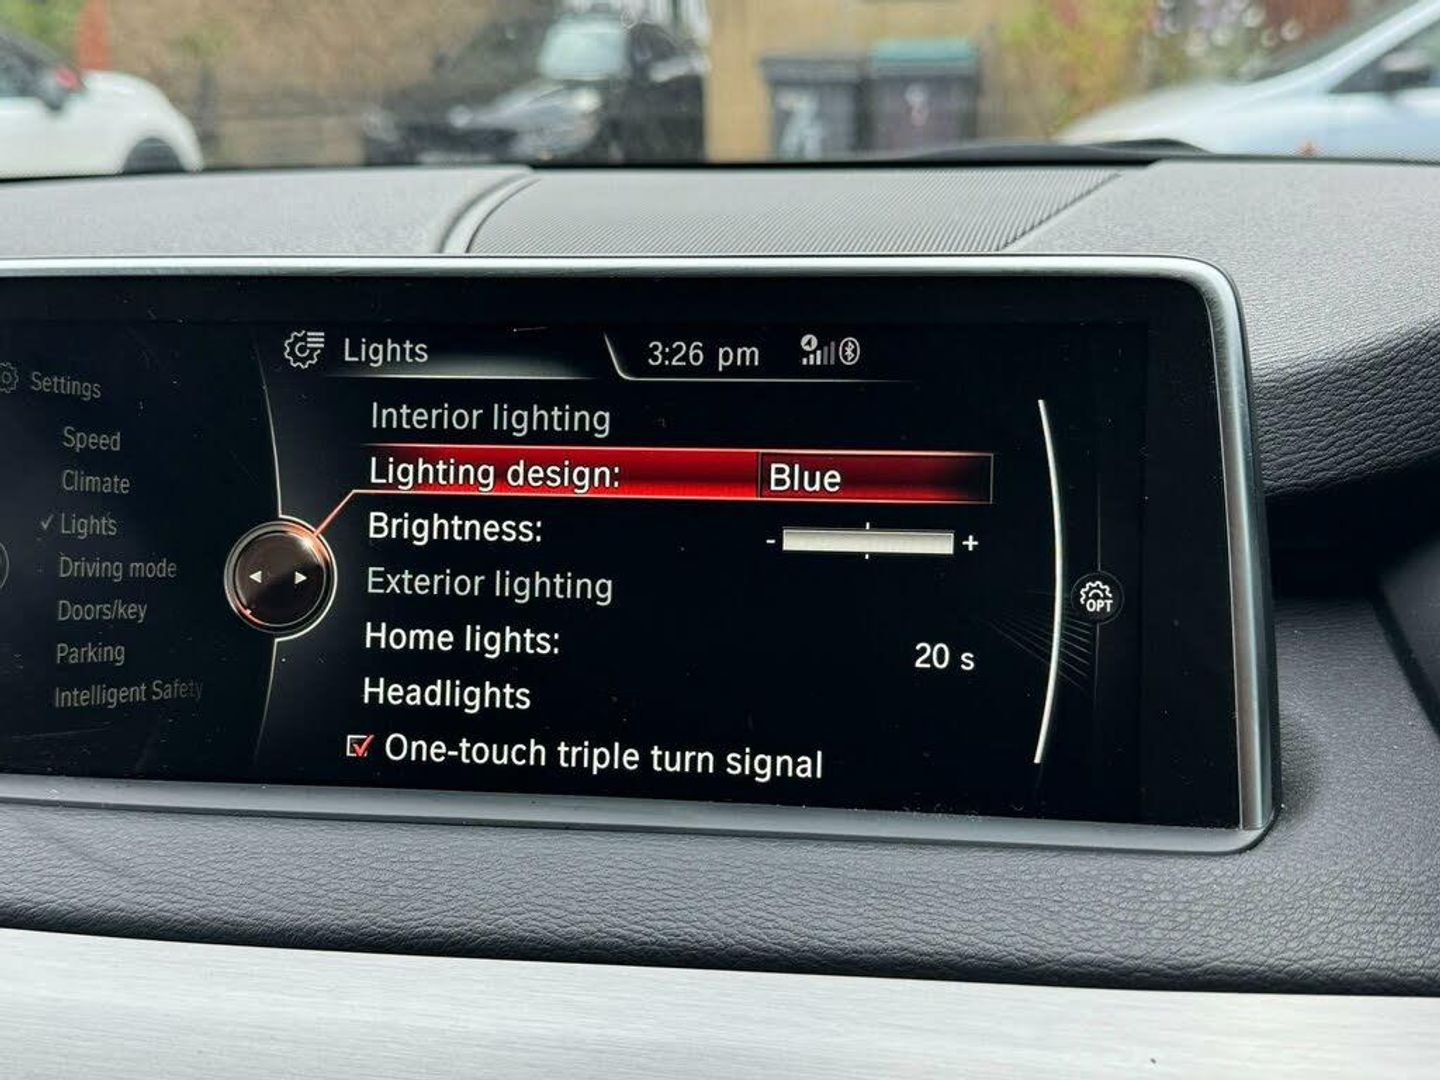 Settings
Speed
Climate
Lights
Driving mode
Doors/key
Parking
Intelligent Safety
Lights
3:26 pm
Interior lighting
Lighting design: Blue
Brightness: - +
Exterior lighting
Home lights: 20 s
Headlights
One-touch triple turn signal
OPT